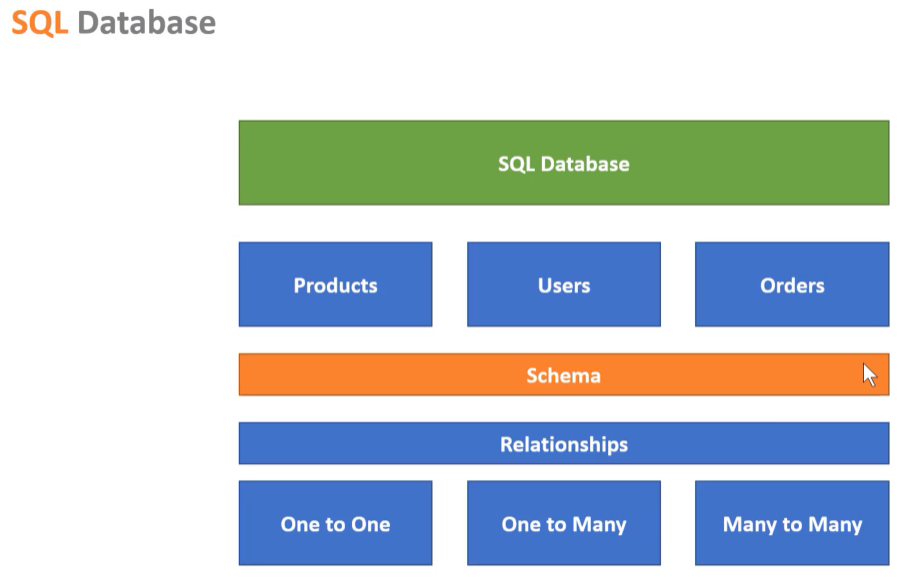 SQL Database
SQL Database
Products
Users
Orders
Schema
Relationships
One to One
One to Many
Many to Many